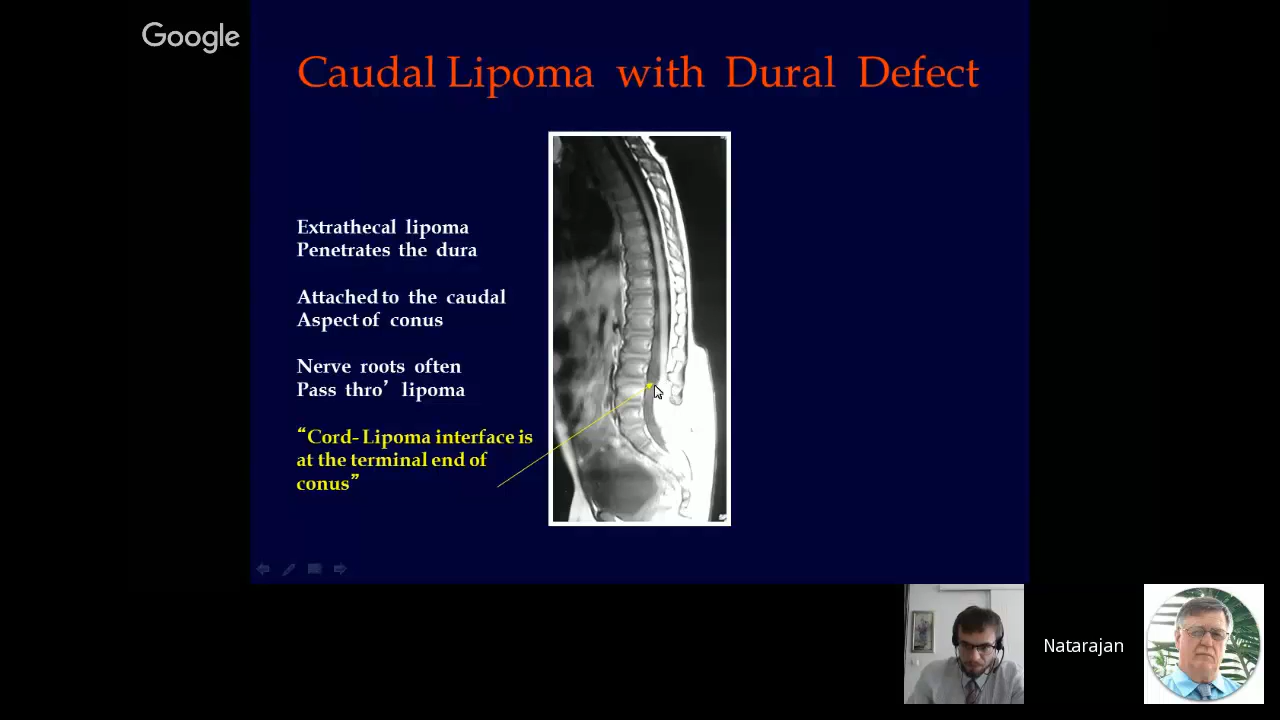 Google
Caudal Lipoma with Dural Defect
Extrathecal lipoma
Penetrates the dura
Attached to the caudal
Aspect of conus
Nerve roots often
Pass thro’ lipoma
“Cord- Lipoma interface is
at the terminal end of
conus”
Natarajan